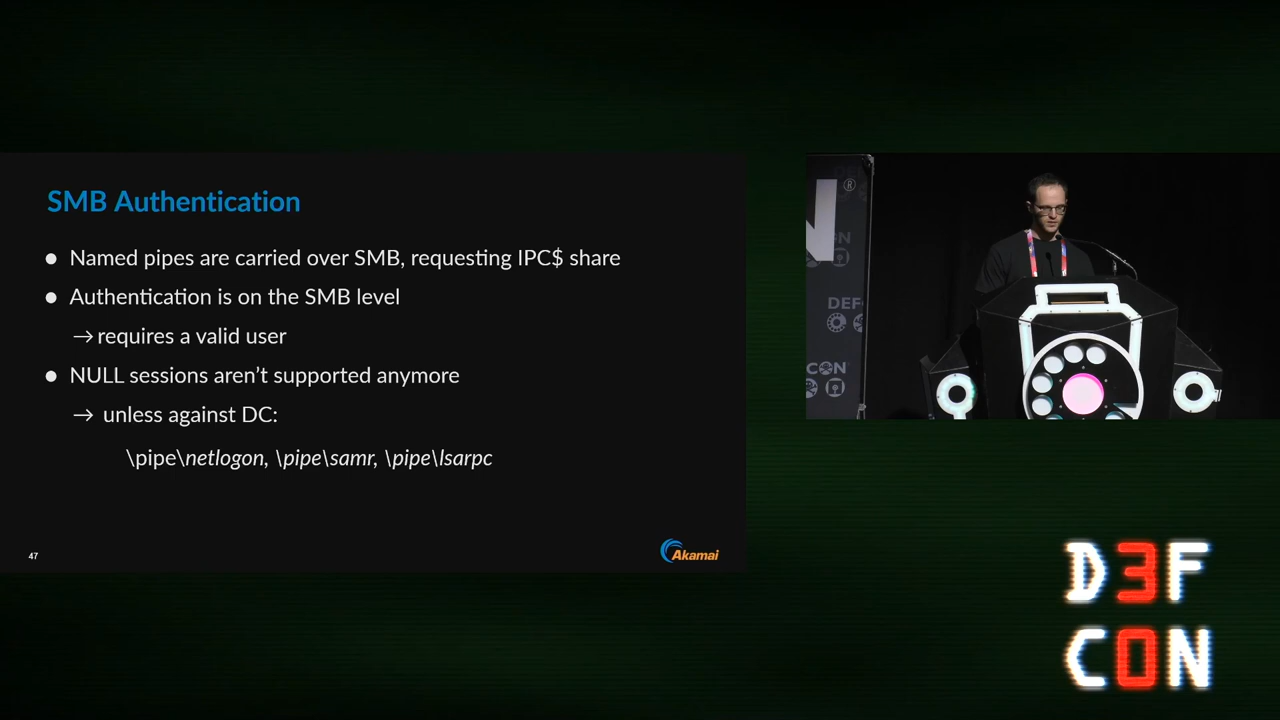 SMB Authentication
● Named pipes are carried over SMB, requesting IPC$ share
● Authentication is on the SMB level
→ requires a valid user
● NULL sessions aren’t supported anymore
→ unless against DC:
\pipe\netlogon, \pipe\samr, \pipe\lsarpc
47
Akamai
N ®
DEF
CON
D3F
C0N